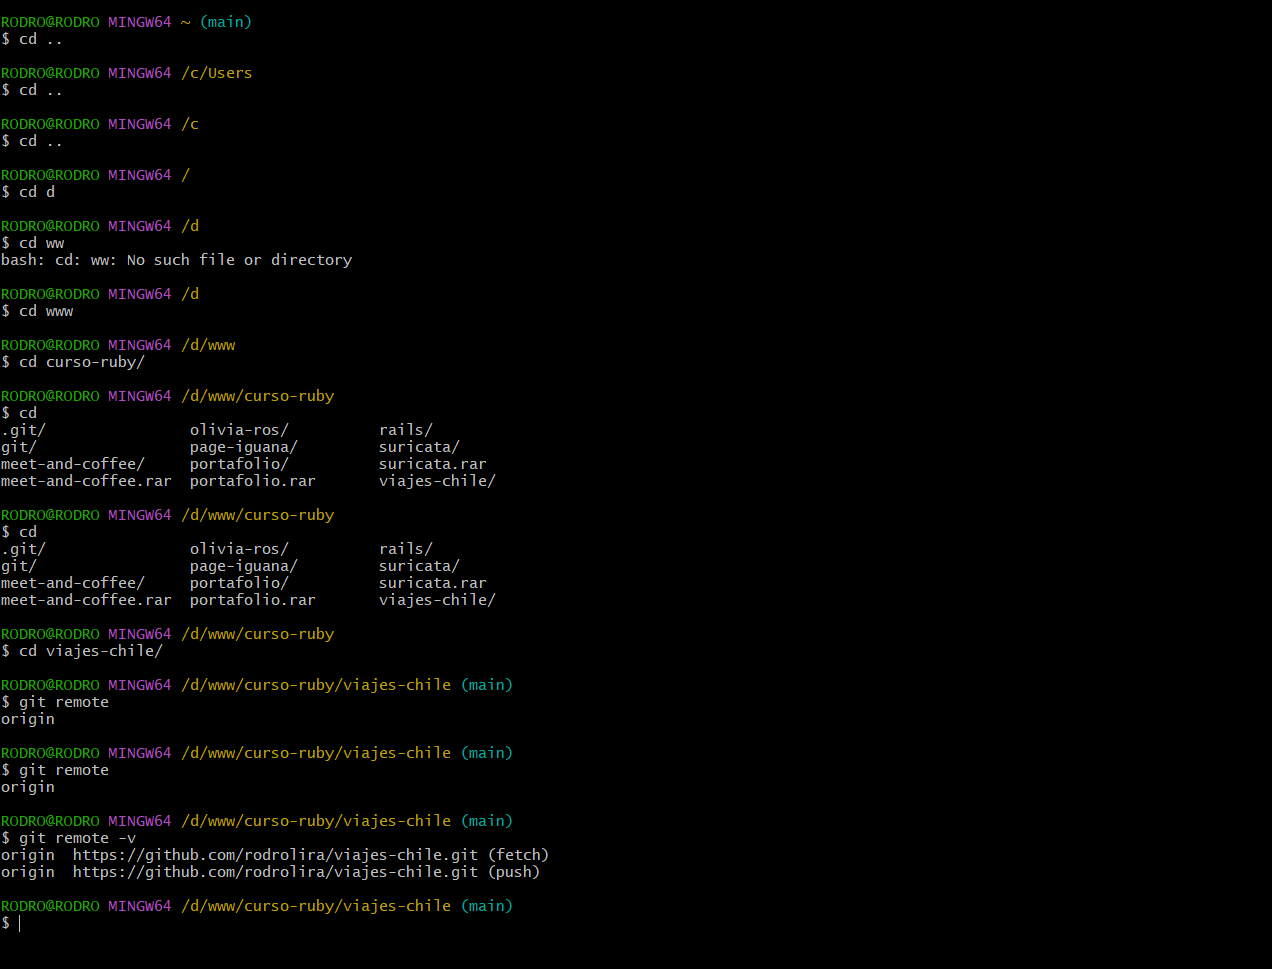 RODRO@RODRO MINGW64 ~ (main)
$ cd ..
RODRO@RODRO MINGW64 /c/Users
$ cd ..
RODRO@RODRO MINGW64 /c
$ cd ..
RODRO@RODRO MINGW64 /
$ cd d
RODRO@RODRO MINGW64 /d
$ cd ww
bash: cd: ww: No such file or directory
RODRO@RODRO MINGW64 /d
$ cd www
RODRO@RODRO MINGW64 /d/www
$ cd curso-ruby/
RODRO@RODRO MINGW64 /d/www/curso-ruby
$ cd
.git/ olivia-ros/ rails/
git/ page-iguana/ suricata/
meet-and-coffee/ portafolio/ suricata.rar
meet-and-coffee.rar portafolio.rar viajes-chile/
RODRO@RODRO MINGW64 /d/www/curso-ruby
$ cd
.git/ olivia-ros/ rails/
git/ page-iguana/ suricata/
meet-and-coffee/ portafolio/ suricata.rar
meet-and-coffee.rar portafolio.rar viajes-chile/
RODRO@RODRO MINGW64 /d/www/curso-ruby
$ cd viajes-chile/
RODRO@RODRO MINGW64 /d/www/curso-ruby/viajes-chile (main)
$ git remote
origin
RODRO@RODRO MINGW64 /d/www/curso-ruby/viajes-chile (main)
$ git remote
origin
RODRO@RODRO MINGW64 /d/www/curso-ruby/viajes-chile (main)
$ git remote -v
origin https://github.com/rodrolira/viajes-chile.git (fetch)
origin https://github.com/rodrolira/viajes-chile.git (push)
RODRO@RODRO MINGW64 /d/www/curso-ruby/viajes-chile (main)
$